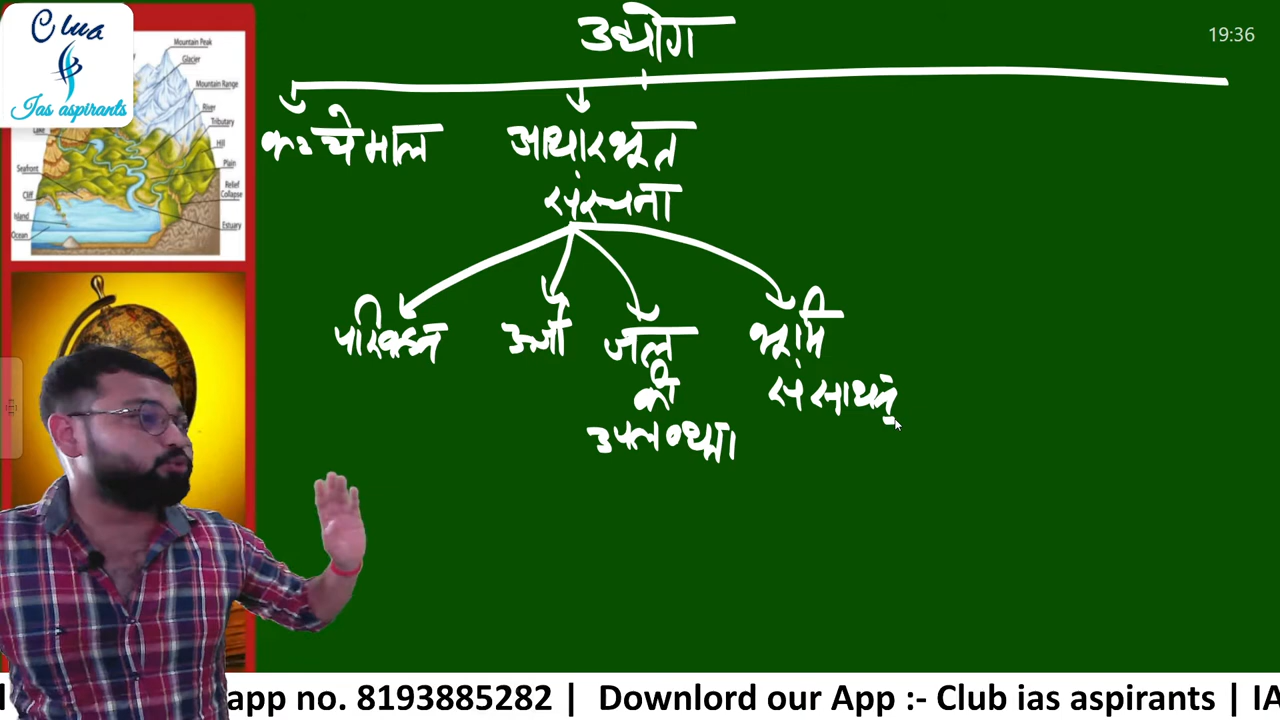 Clua
Ias aspirants
19:36
Mountain Peak
Glacier
Mountain Range
River
Tributary
Lake
Hill
Seafront
Plain
Cliff
Relief
Collapse
Island
Estuary
Ocean
उद्योग
कच्चे माल
आधारभूत
संरचना
परिवहन
उर्जा
जल
की
उपलब्धता
भूमि
संसाधन
app no. 8193885282 | Downlord our App :- Club ias aspirants | IA